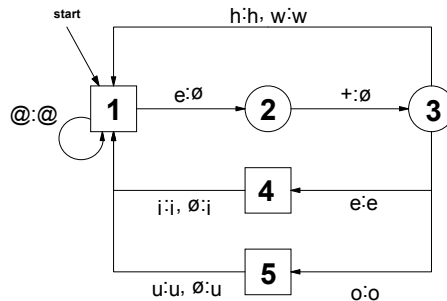 h:h, w:w
start
1
e:ø
2
+:ø
3
@:@
i:i, ø:i
4
e:e
u:u, ø:u
5
o:o